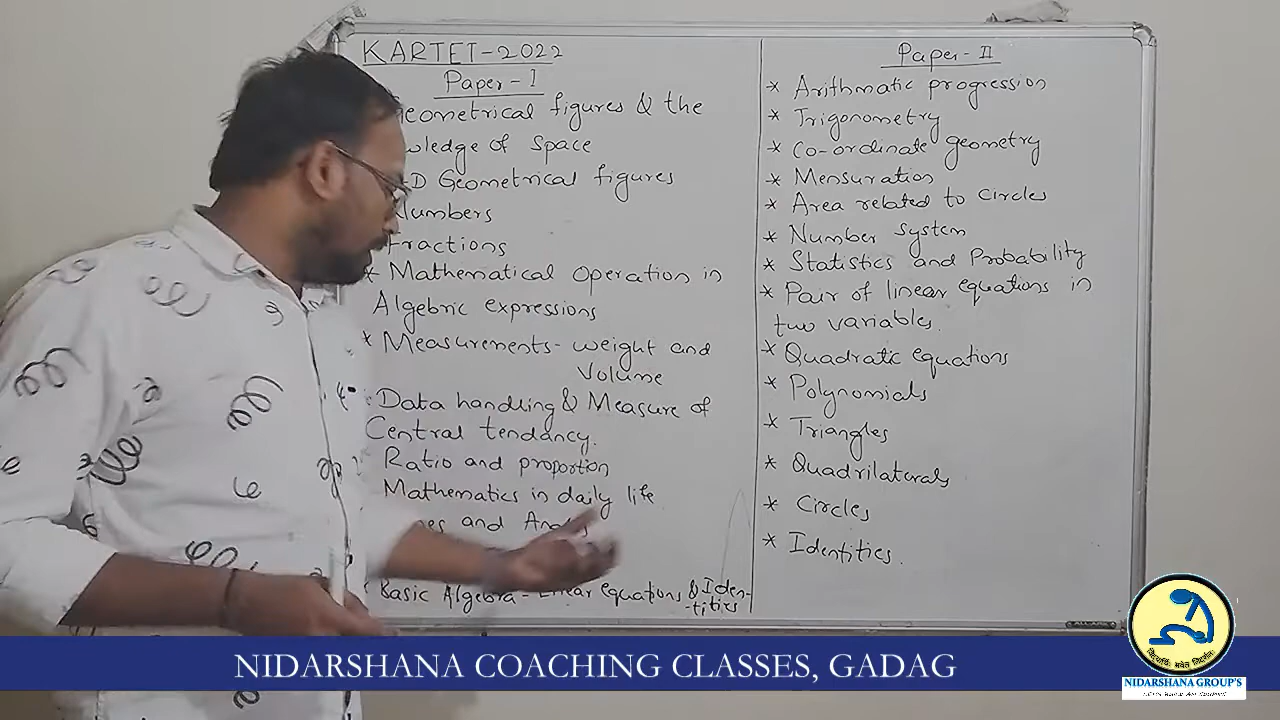 KARTET-2022
Paper-I
Geometrical figures & the
wledge of space
D Geometrical figures
Numbers
Fractions
* Mathematical operation in
Algebric expressions
* Measurements- weight and
Volume
Data handling & Measure of
Central tendancy.
Ratio and proportion
Mathematics in daily life
and
Basic Algebra - Linear equations & Iden-
-tities
Paper-II
* Arithmatic progression
* Trigonometry
* Co-ordinate geometry
* Mensuration
* Area related to circles
* Number system
* Statistics and Probability
* Pair of linear equations in
two variables.
* Quadratic equations
* Polynomials
* Triangles
* Quadrilaterals
* Circles
* Identities.
NIDARSHANA COACHING CLASSES, GADAG
NIDARSHANA GROUP'S